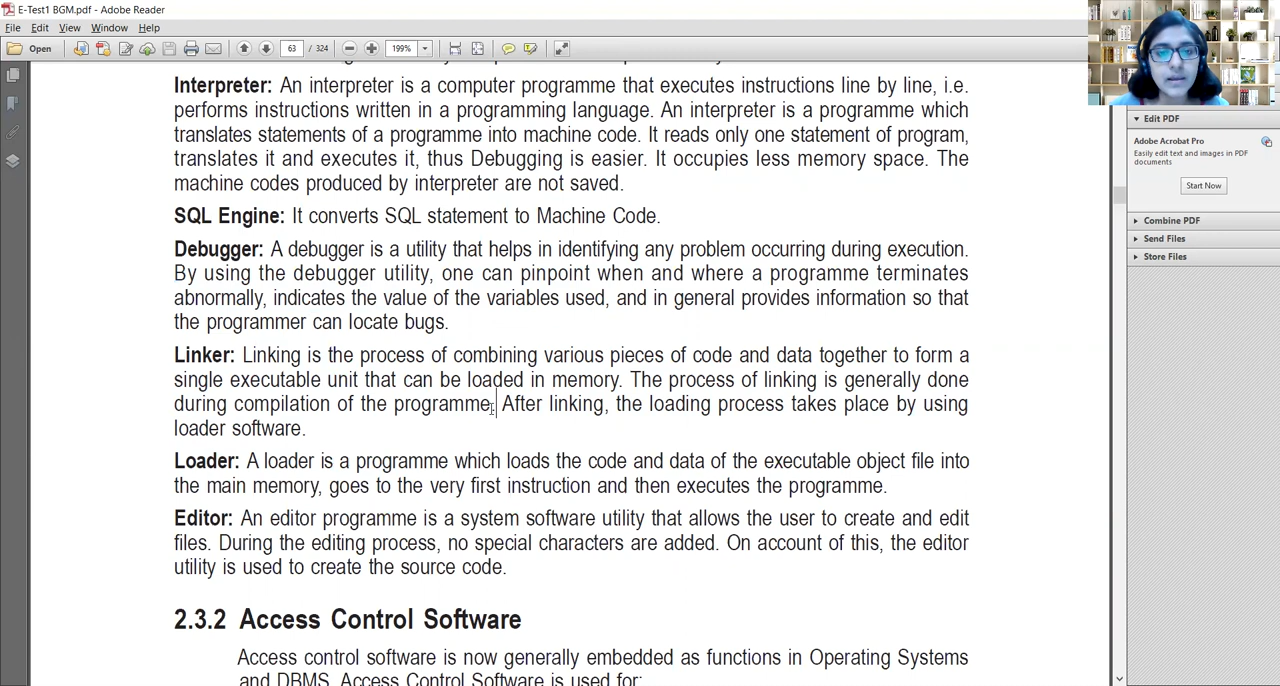 E-Test1 BGM.pdf - Adobe Reader
File Edit View Window Help
Open 63 / 324 199%
Interpreter: An interpreter is a computer programme that executes instructions line by line, i.e.
performs instructions written in a programming language. An interpreter is a programme which
translates statements of a programme into machine code. It reads only one statement of program,
translates it and executes it, thus Debugging is easier. It occupies less memory space. The
machine codes produced by interpreter are not saved.
SQL Engine: It converts SQL statement to Machine Code.
Debugger: A debugger is a utility that helps in identifying any problem occurring during execution.
By using the debugger utility, one can pinpoint when and where a programme terminates
abnormally, indicates the value of the variables used, and in general provides information so that
the programmer can locate bugs.
Linker: Linking is the process of combining various pieces of code and data together to form a
single executable unit that can be loaded in memory. The process of linking is generally done
during compilation of the programme. After linking, the loading process takes place by using
loader software.
Loader: A loader is a programme which loads the code and data of the executable object file into
the main memory, goes to the very first instruction and then executes the programme.
Editor: An editor programme is a system software utility that allows the user to create and edit
files. During the editing process, no special characters are added. On account of this, the editor
utility is used to create the source code.
2.3.2 Access Control Software
Access control software is now generally embedded as functions in Operating Systems
and DBMS. Access Control Software is used for:
Edit PDF
Adobe Acrobat Pro
Easily edit text and images in PDF
documents
Start Now
Combine PDF
Send Files
Store Files